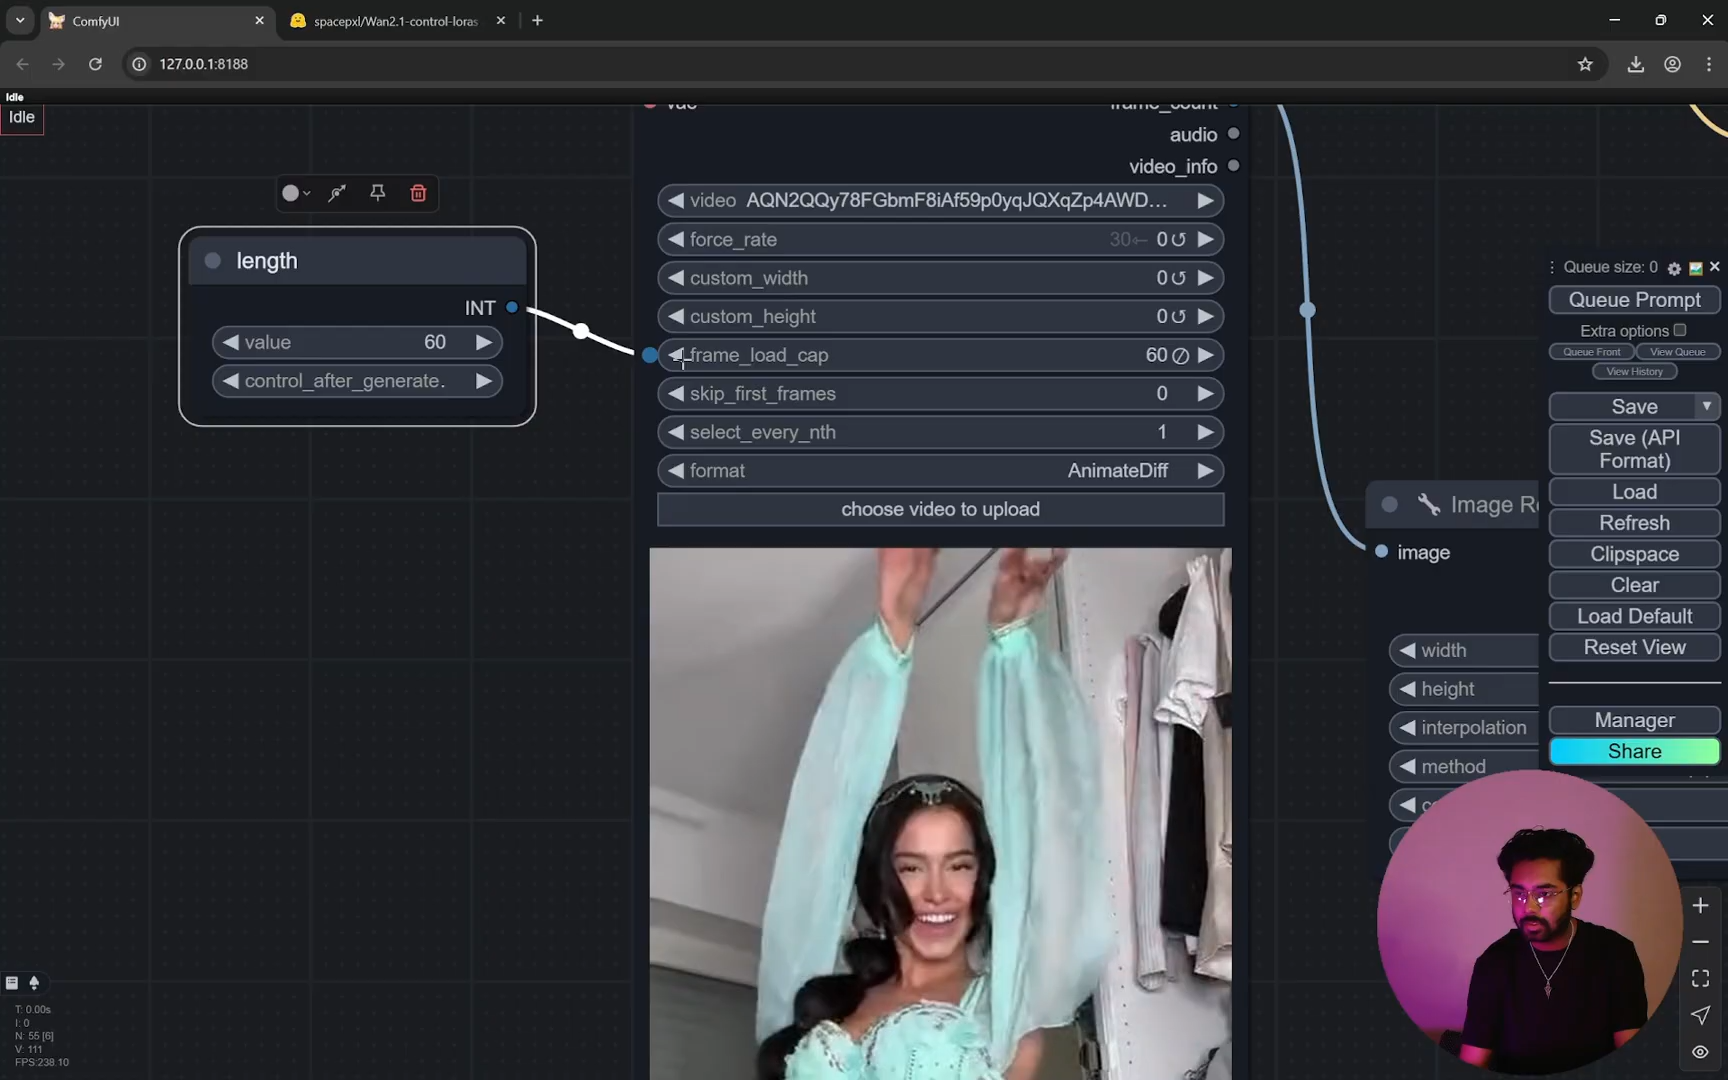 ComfyUI
spacepxl/Wan2.1-control-loras
127.0.0.1:8188
Idle
Idle
frame_count
audio
video_info
video AQN2QQy78FGbmF8iAf59p0yqJQXqZp4AWD...
force_rate 30← 0
custom_width 0
custom_height 0
frame_load_cap 60
skip_first_frames 0
select_every_nth 1
format AnimateDiff
choose video to upload
length
INT
value 60
control_after_generate.
Image Re
image
width
height
interpolation
method
Queue size: 0
Queue Prompt
Extra options
Queue Front View Queue
View History
Save
Save (API
Format)
Load
Refresh
Clipspace
Clear
Load Default
Reset View
Manager
Share
T: 0.00s
I: 0
N: 55 [6]
V: 111
FPS:238.10